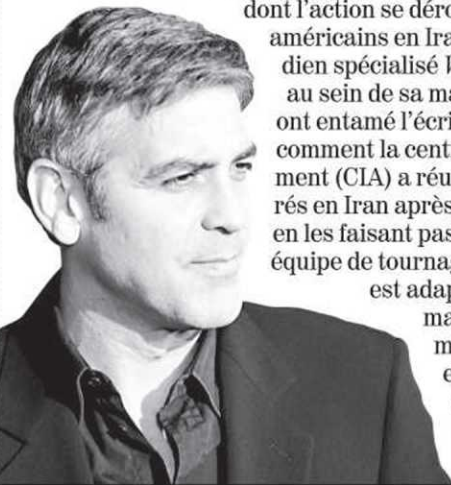 dont l'action se déro
américains en Ira
dien spécialisé
au sein de sa ma
ont entamé l'écri
comment la cent
ment (CIA) a réu
rés en Iran après
en les faisant pas
équipe de tourna
est adap
ma
m
e